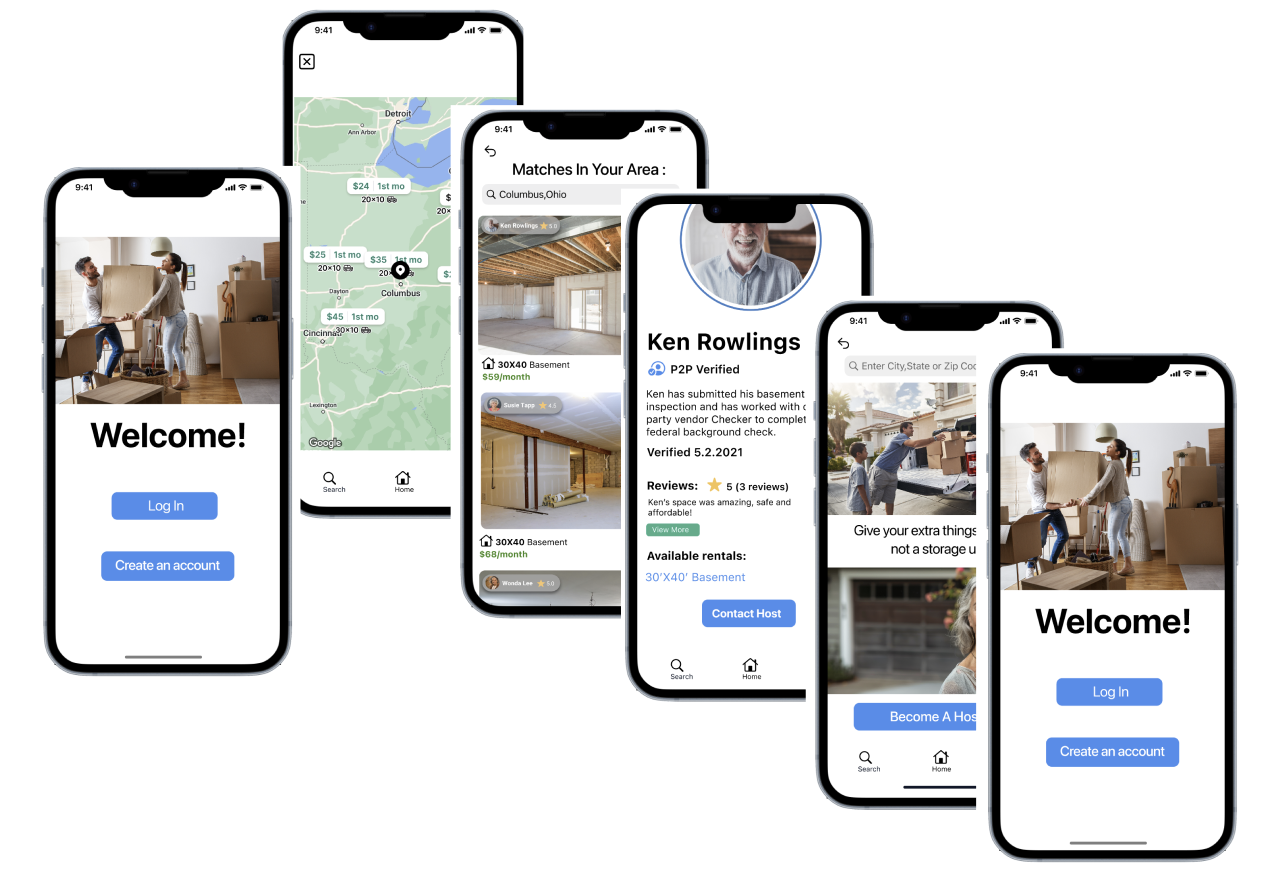 9:41
Welcome!
Log In
Create an account
9:41
Detroit
Ann Arbor
$24 1st mo
20×10
$
20×
$25 1st mo
20×10
$35 1st mo
20×
$
Dayton
Columbus
$45 1st mo
30×10
Cincinnati
Lexington
Google
Search
Home
9:41
Matches In Your Area :
Columbus,Ohio
Ken Rowlings 5.0
30X40 Basement
$59/month
Susie Tapp 4.5
30X40 Basement
$68/month
Wonda Lee 5.0
Ken Rowlings
P2P Verified
Ken has submitted his basement
inspection and has worked with
party vendor Checker to complet
federal background check.
Verified 5.2.2021
Reviews: 5 (3 reviews)
Ken's space was amazing, safe and
affordable!
View More
Available rentals:
30'X40' Basement
Contact Host
Search
Home
9:41
Enter City,State or Zip Coc
Give your extra things
not a storage u
Become A Hos
Search
Home
9:41
Welcome!
Log In
Create an account